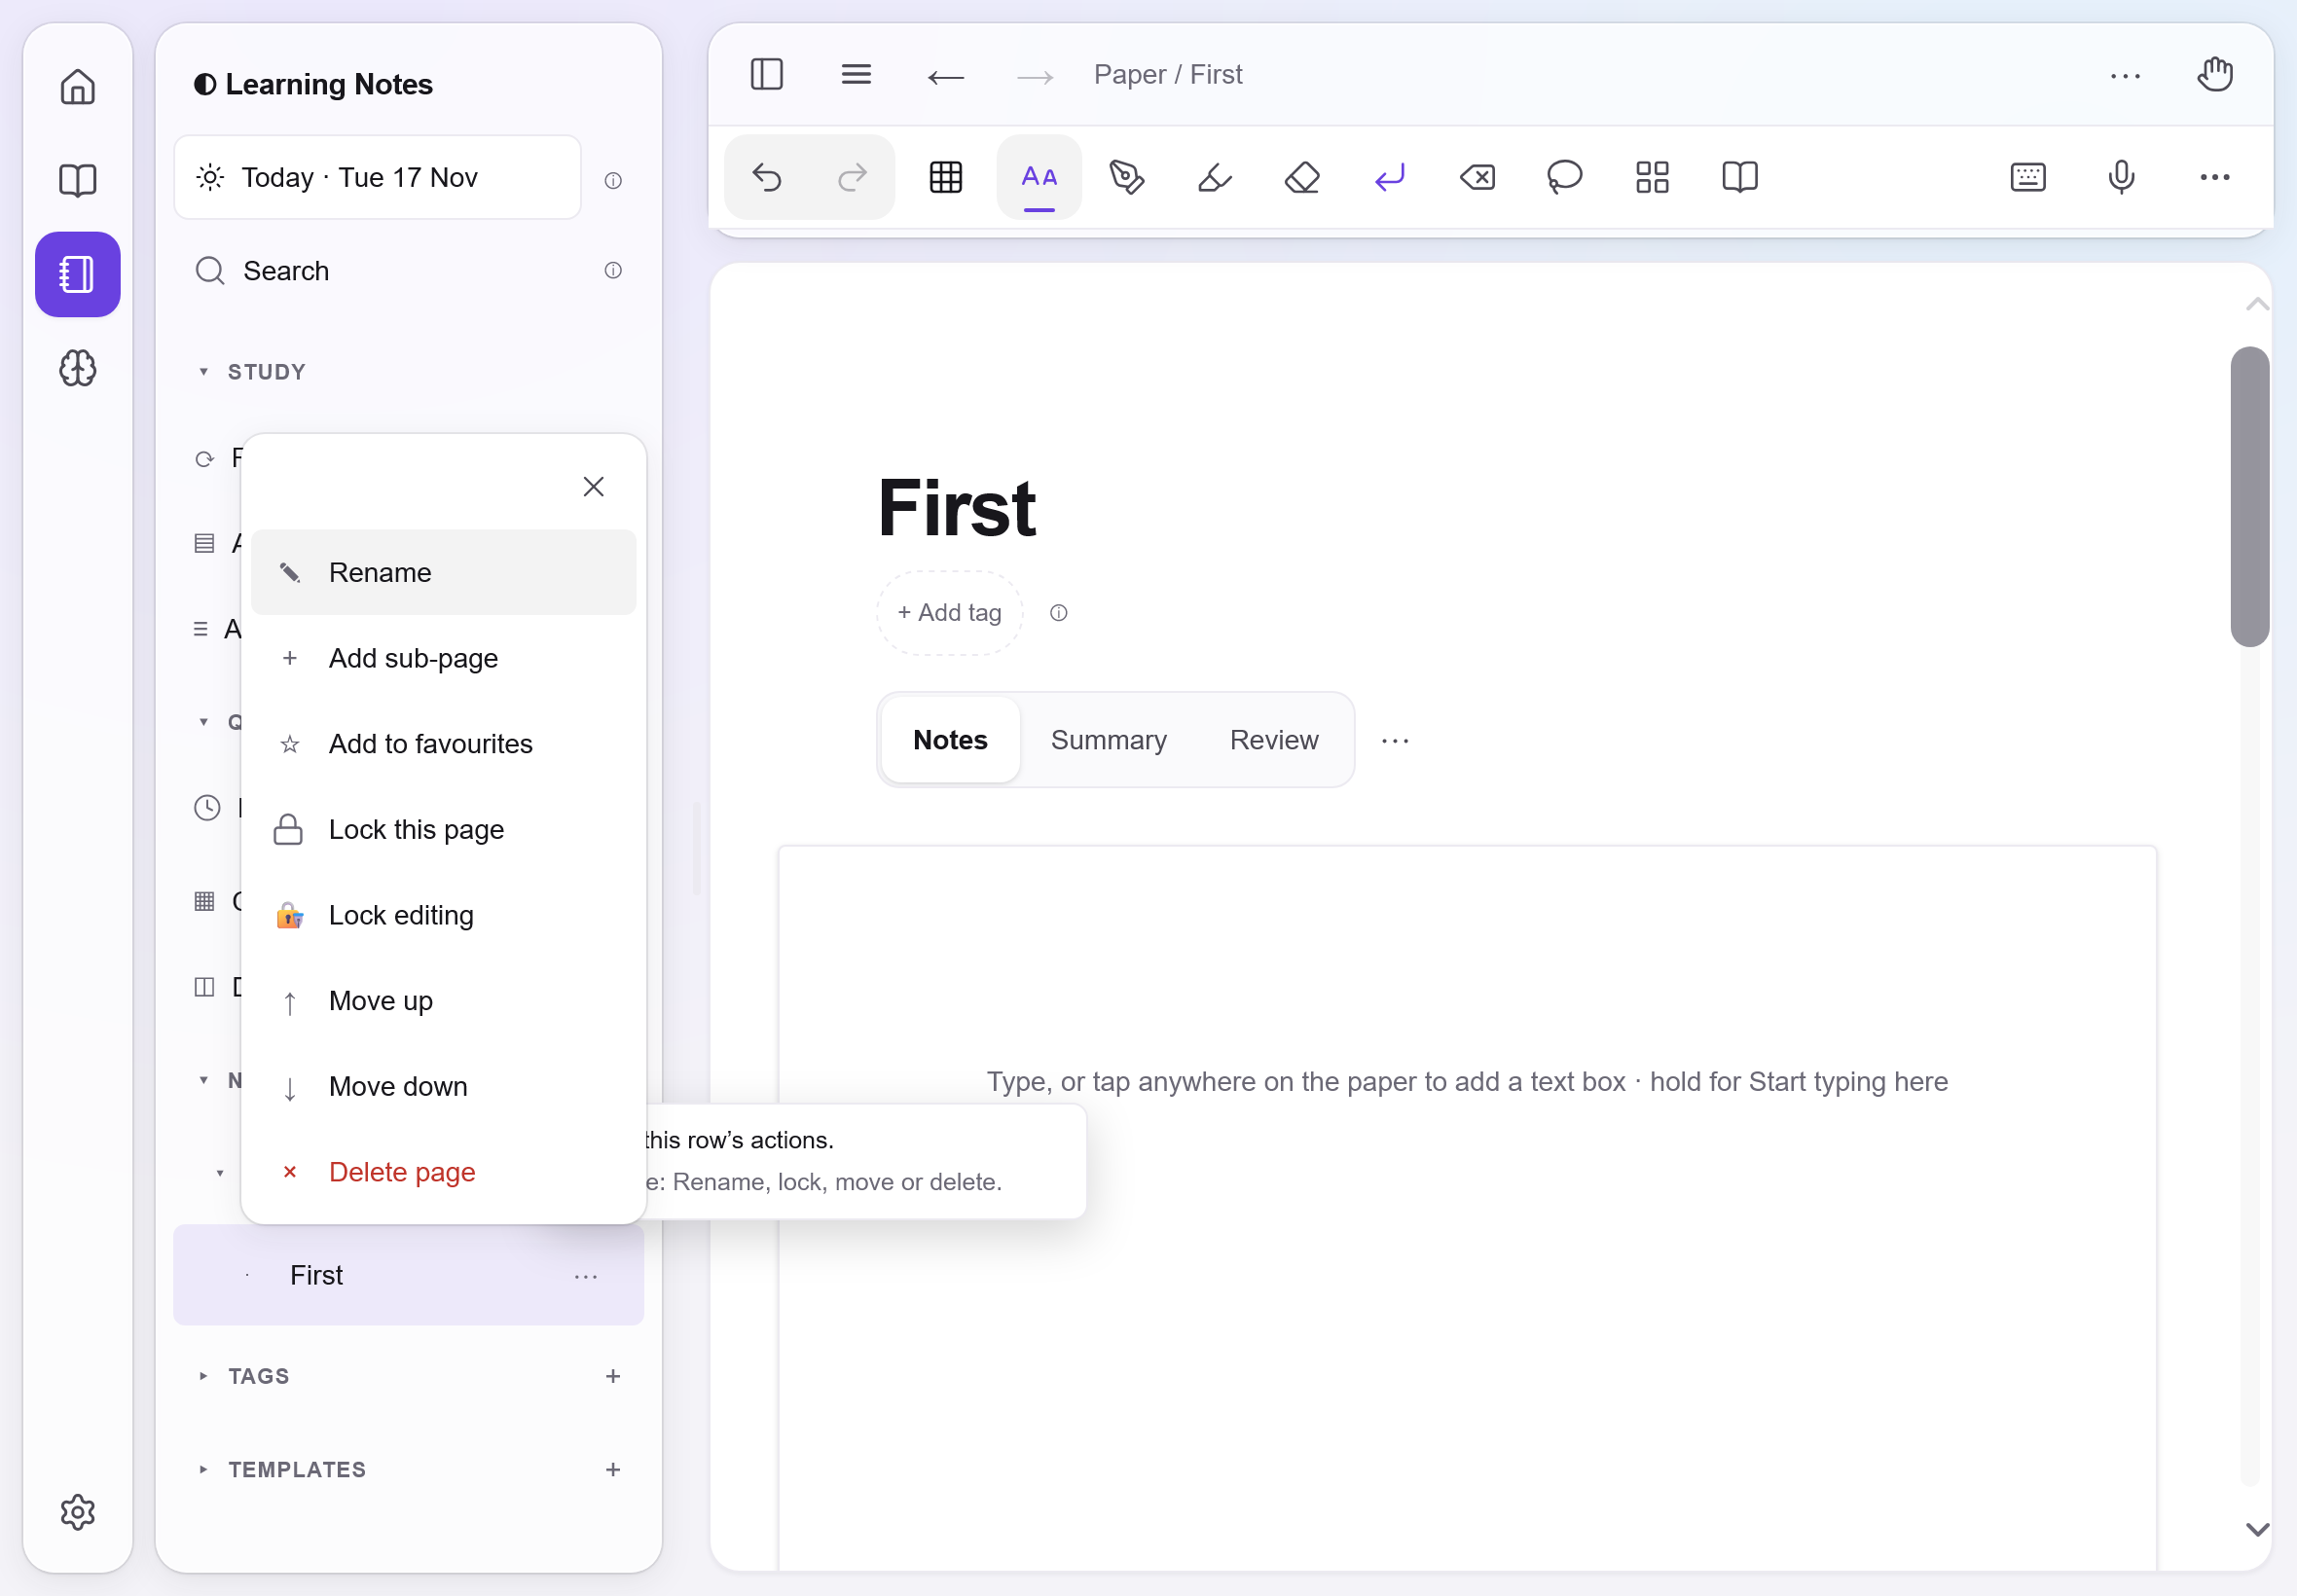 Learning Notes
Today · Tue 17 Nov
Search
STUDY
Rename
Add sub-page
Add to favourites
Lock this page
Lock editing
Move up
Move down
Delete page
First
TAGS
TEMPLATES
Paper / First
First
+ Add tag
Notes Summary Review
Type, or tap anywhere on the paper to add a text box · hold for Start typing here
this row’s actions.
e: Rename, lock, move or delete.